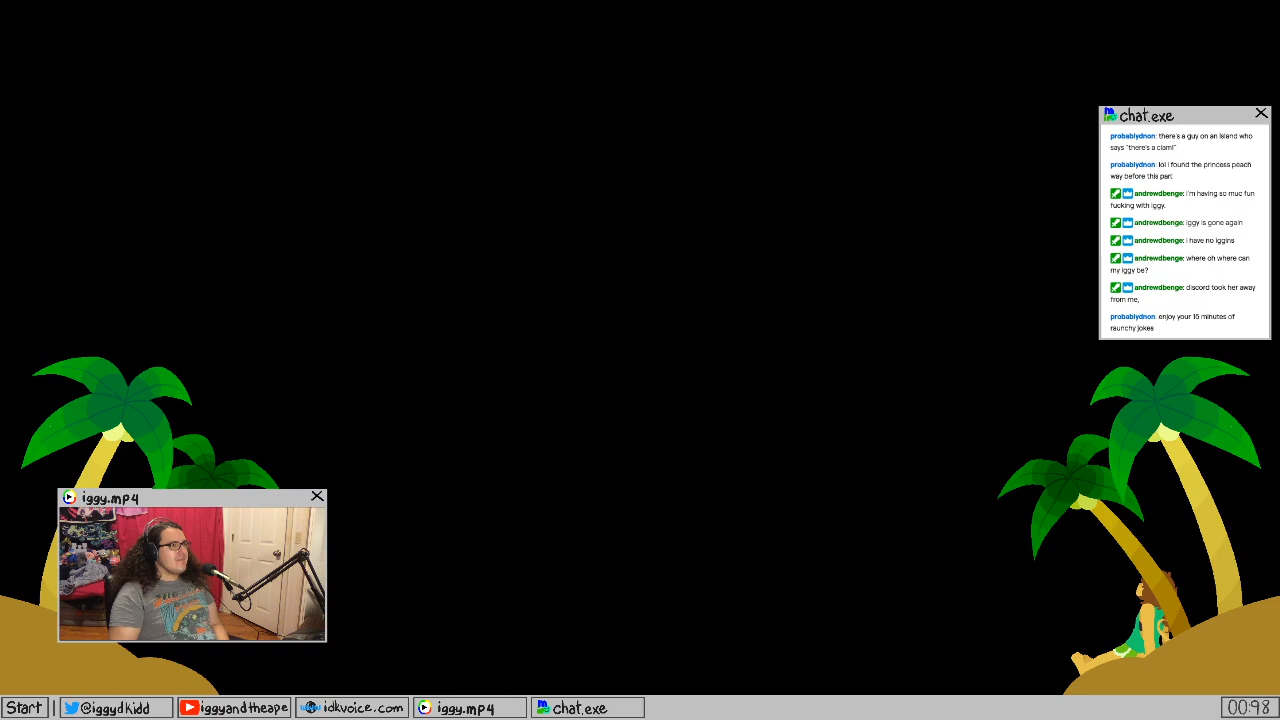 chat.exe
probablydnon: there's a guy on an island who
says "there's a clam!"
probablydnon: lol i found the princess peach
way before this part
andrewdbenge: i'm having so muc fun
fucking with iggy.
andrewdbenge: iggy is gone again
andrewdbenge: i have no iggins
andrewdbenge: where oh where can
my iggy be?
andrewdbenge: discord took her away
from me,
probablydnon: enjoy your 15 minutes of
raunchy jokes
iggy.mp4
Start | @iggydkidd iggyandtheape idkvoice.com iggy.mp4 chat.exe 00:98